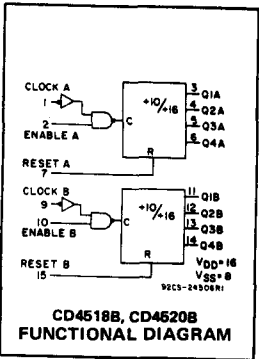 CLOCK A
1
2
ENABLE A
C
÷10/÷16
R
3 Q1A
4 Q2A
5 Q3A
6 Q4A
RESET A
7
CLOCK B
9
10
ENABLE B
C
÷10/÷16
R
11 Q1B
12 Q2B
13 Q3B
14 Q4B
RESET B
15
VDD=16
VSS=8
92CS-24506R1
CD4518B, CD4520B
FUNCTIONAL DIAGRAM